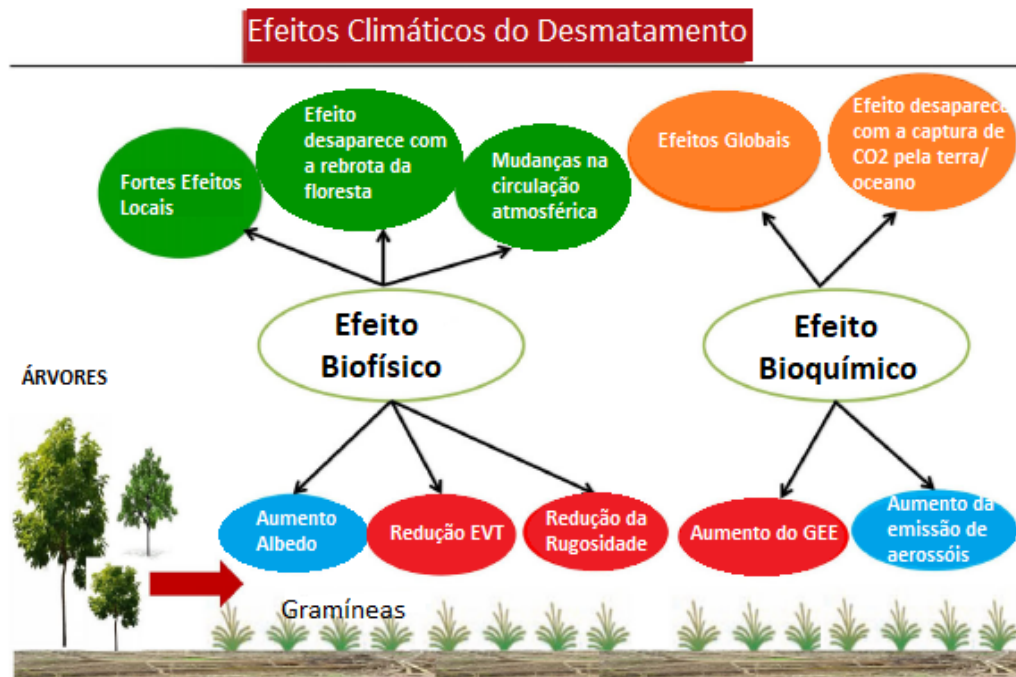 Efeitos Climáticos do Desmatamento
Fortes Efeitos
Locais
Efeito
desaparece com
a rebrota da
floresta
Mudanças na
circulação
atmosférica
Efeitos Globais
Efeito desaparece
com a captura de
CO2 pela terra/
oceano
Efeito
Biofísico
Efeito
Bioquímico
ÁRVORES
Aumento
Albedo
Redução EVT
Redução da
Rugosidade
Aumento do GEE
Aumento da
emissão de
aerossóis
Gramíneas